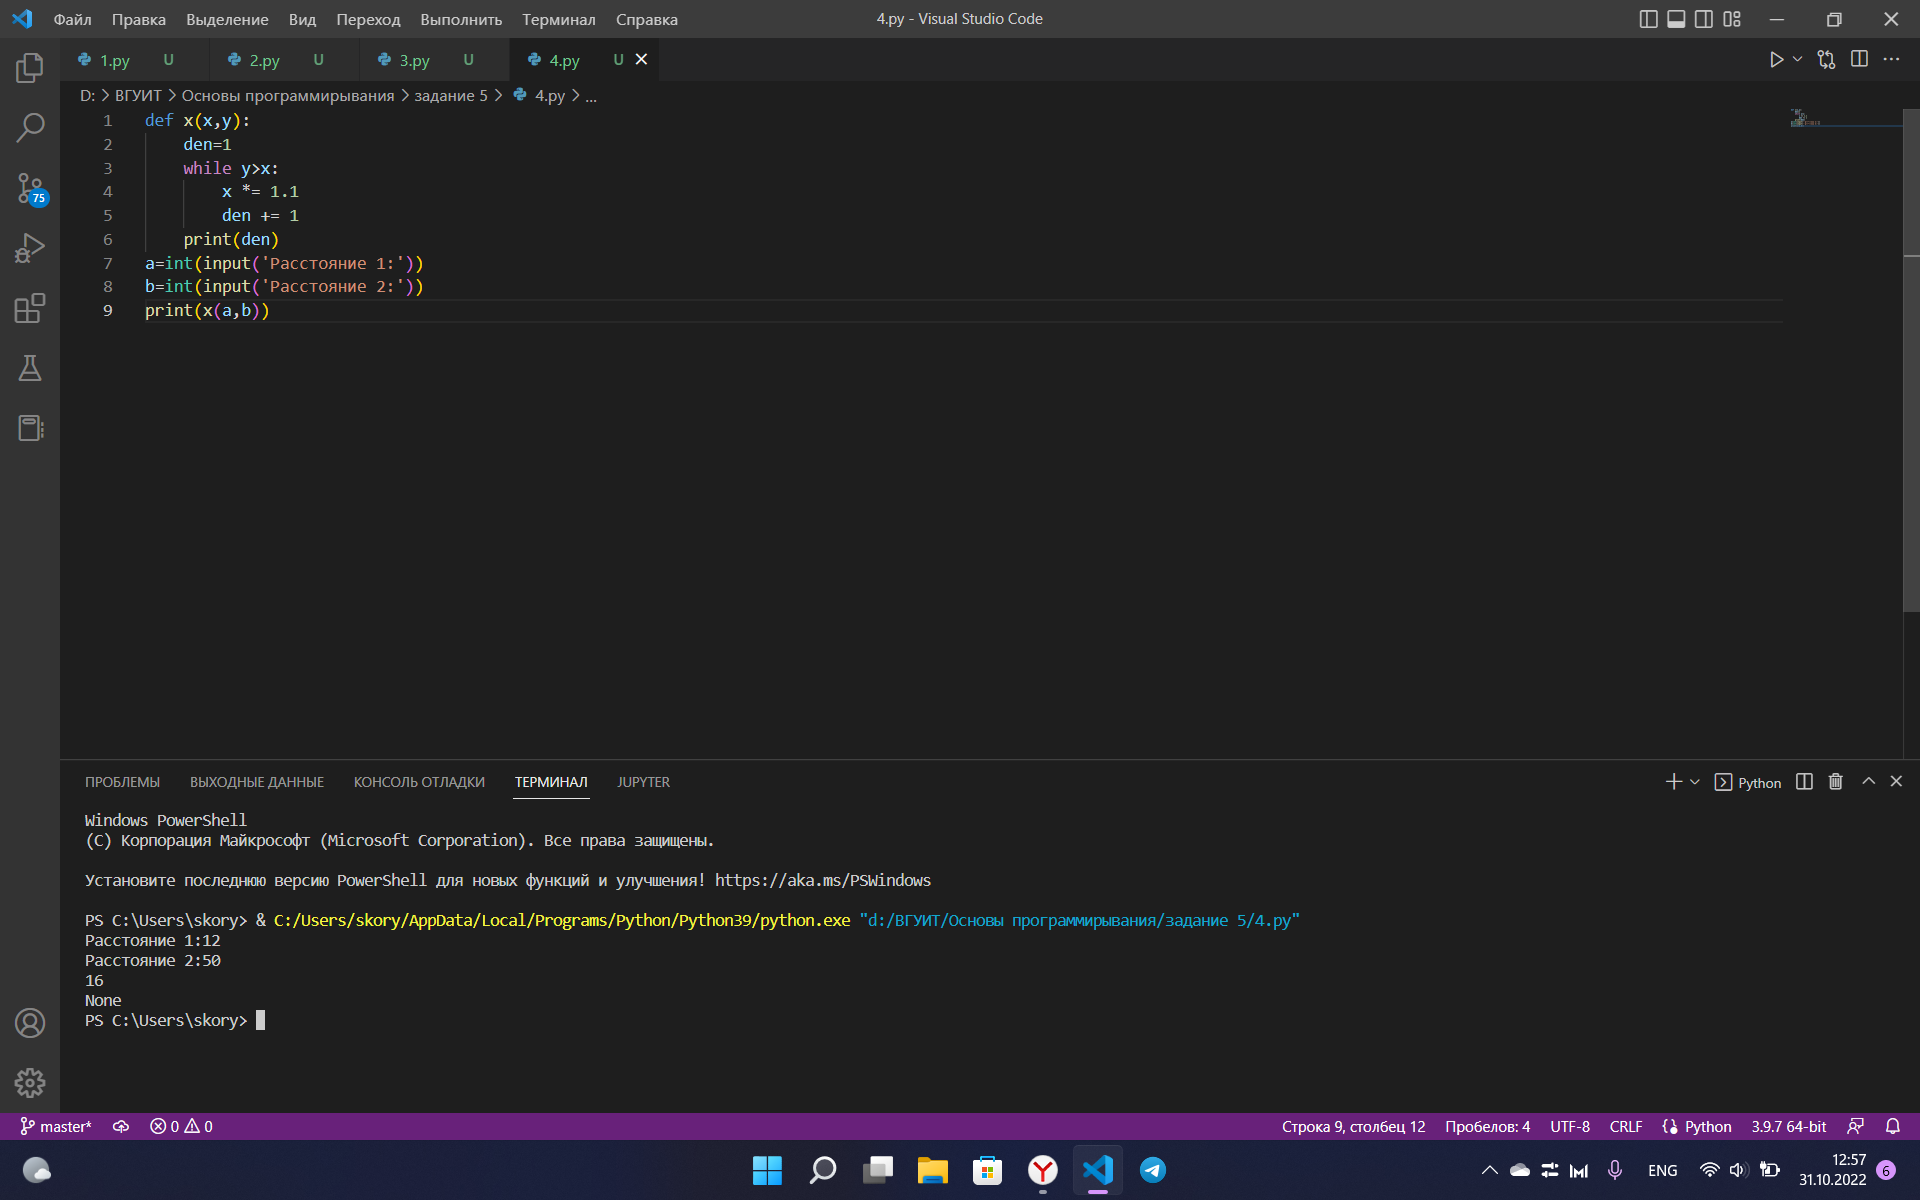 Файл Правка Выделение Вид Переход Выполнить Терминал Справка 4.py - Visual Studio Code
1.py U 2.py U 3.py U 4.py U
D: > ВГУИТ > Основы программирывания > задание 5 > 4.py > ...
1 def x(x,y):
2 den=1
3 while y>x:
4 x *= 1.1
5 den += 1
6 print(den)
7 a=int(input('Расстояние 1:'))
8 b=int(input('Расстояние 2:'))
9 print(x(a,b))
75
ПРОБЛЕМЫ ВЫХОДНЫЕ ДАННЫЕ КОНСОЛЬ ОТЛАДКИ ТЕРМИНАЛ JUPYTER Python
Windows PowerShell
(C) Корпорация Майкрософт (Microsoft Corporation). Все права защищены.
Установите последнюю версию PowerShell для новых функций и улучшения! https://aka.ms/PSWindows
PS C:\Users\skory> & C:/Users/skory/AppData/Local/Programs/Python/Python39/python.exe "d:/ВГУИТ/Основы программирывания/задание 5/4.py"
Расстояние 1:12
Расстояние 2:50
16
None
PS C:\Users\skory>
master* 0 0 Строка 9, столбец 12 Пробелов: 4 UTF-8 CRLF Python 3.9.7 64-bit
ENG 12:57 6
31.10.2022